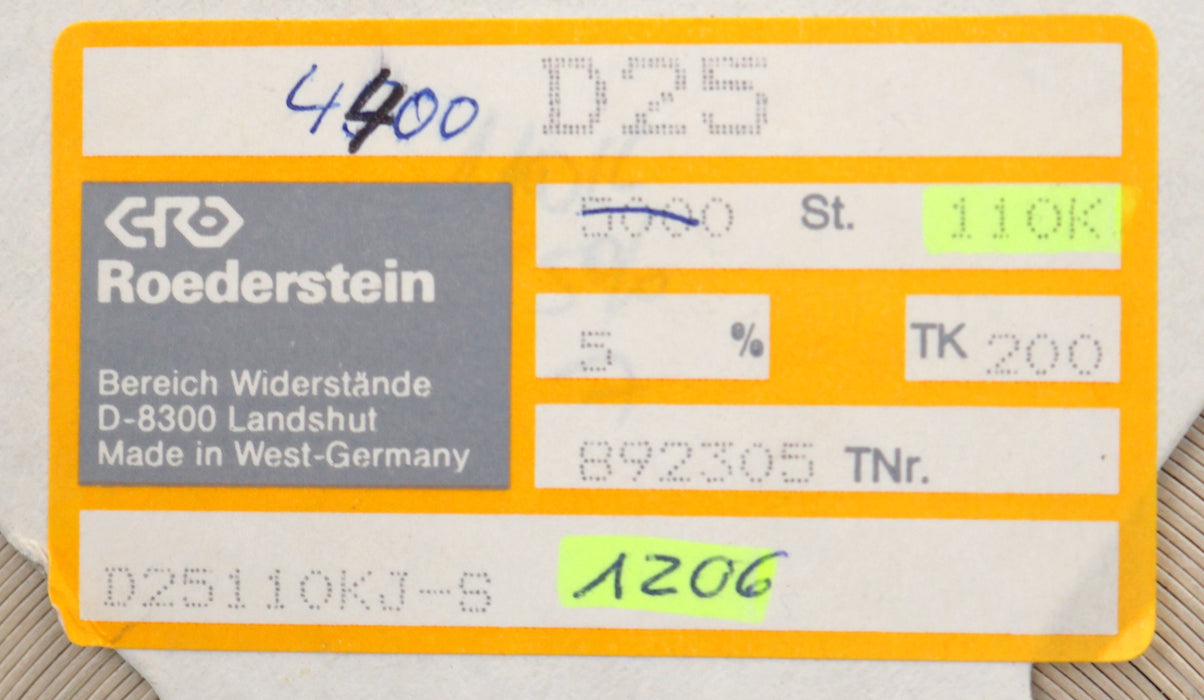 4400 D25
ERO
Roederstein
Bereich Widerstände
D-8300 Landshut
Made in West-Germany
5000 St. 110K
5 % TK 200
892305 TNr.
D25110KJ-S 1206